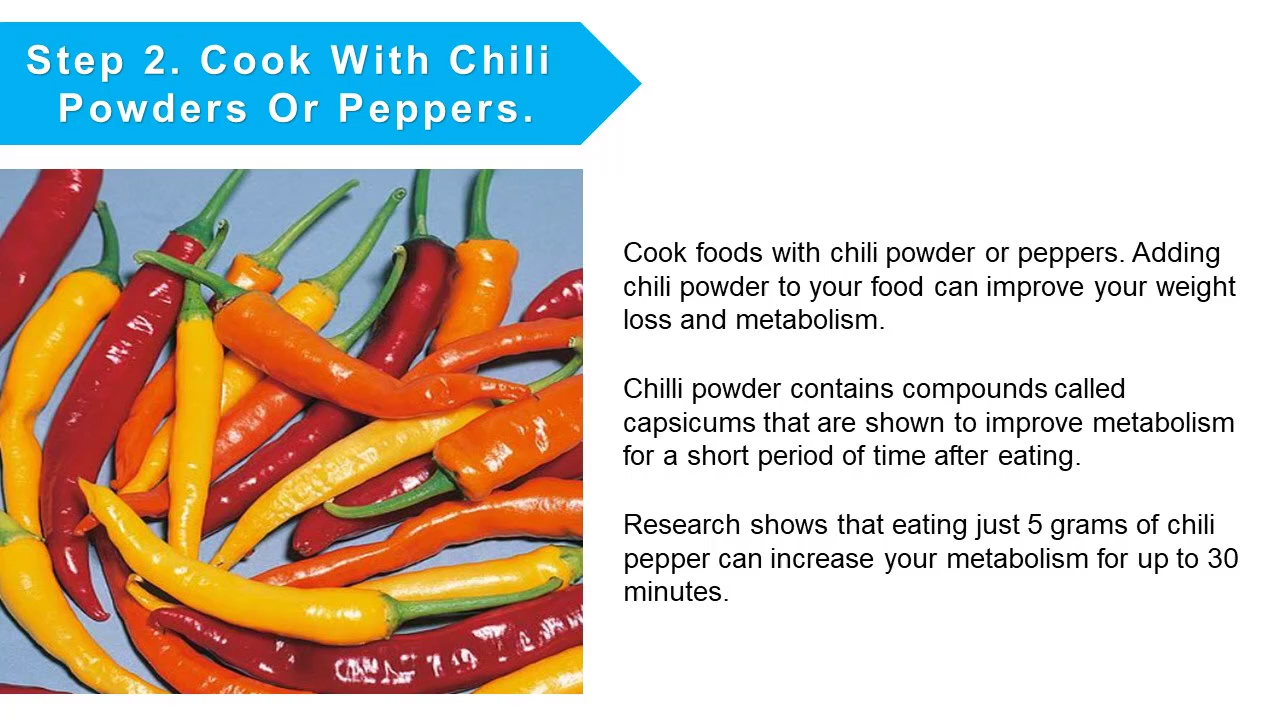 Step 2. Cook With Chili
Powders Or Peppers.
Cook foods with chili powder or peppers. Adding
chili powder to your food can improve your weight
loss and metabolism.
Chilli powder contains compounds called
capsicums that are shown to improve metabolism
for a short period of time after eating.
Research shows that eating just 5 grams of chili
pepper can increase your metabolism for up to 30
minutes.